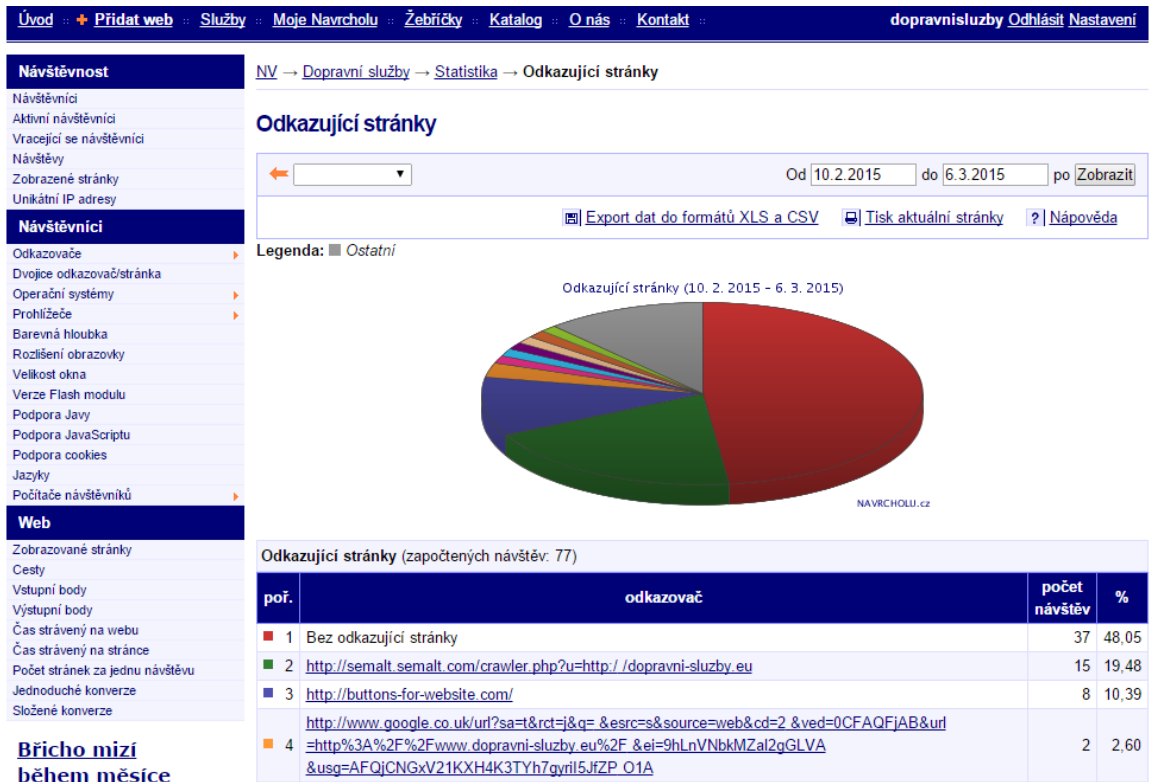 Úvod :: Přidat web :: Služby :: Moje Navrcholu :: Žebříčky :: Katalog :: O nás :: Kontakt ::
dopravnisluzby Odhlásit Nastavení
Návštěvnost
Návštěvníci
Aktivní návštěvníci
Vracející se návštěvníci
Návštěvy
Zobrazené stránky
Unikátní IP adresy
Návštěvníci
Odkazovače
Dvojice odkazovač/stránka
Operační systémy
Prohlížeče
Barevná hloubka
Rozlišení obrazovky
Velikost okna
Verze Flash modulu
Podpora Javy
Podpora JavaScriptu
Podpora cookies
Jazyky
Počítače návštěvníků
Web
Zobrazované stránky
Cesty
Vstupní body
Výstupní body
Čas strávený na webu
Čas strávený na stránce
Počet stránek za jednu návštěvu
Jednoduché konverze
Složené konverze
Břicho mizí
během měsíce
NV → Dopravní služby → Statistika → Odkazující stránky
Odkazující stránky
Od 10.2.2015 do 6.3.2015 po Zobrazit
Export dat do formátů XLS a CSV Tisk aktuální stránky ? Nápověda
Legenda: Ostatní
Odkazující stránky (10. 2. 2015 - 6. 3. 2015)
NAVRCHOLU.cz
Odkazující stránky (započtených návštěv: 77)
poř. odkazovač počet návštěv %
1 Bez odkazující stránky 37 48,05
2 http://semalt.semalt.com/crawler.php?u=http:/ /dopravni-sluzby.eu 15 19,48
3 http://buttons-for-website.com/ 8 10,39
http://www.google.co.uk/url?sa=t&rct=j&q= &esrc=s&source=web&cd=2 &ved=0CFAQFjAB&url
4 =http%3A%2F%2Fwww.dopravni-sluzby.eu%2F &ei=9hLnVNbkMZaI2gGLVA 2 2,60
&usg=AFQjCNGxV21KXH4K3TYh7gyriI5JfZP_O1A